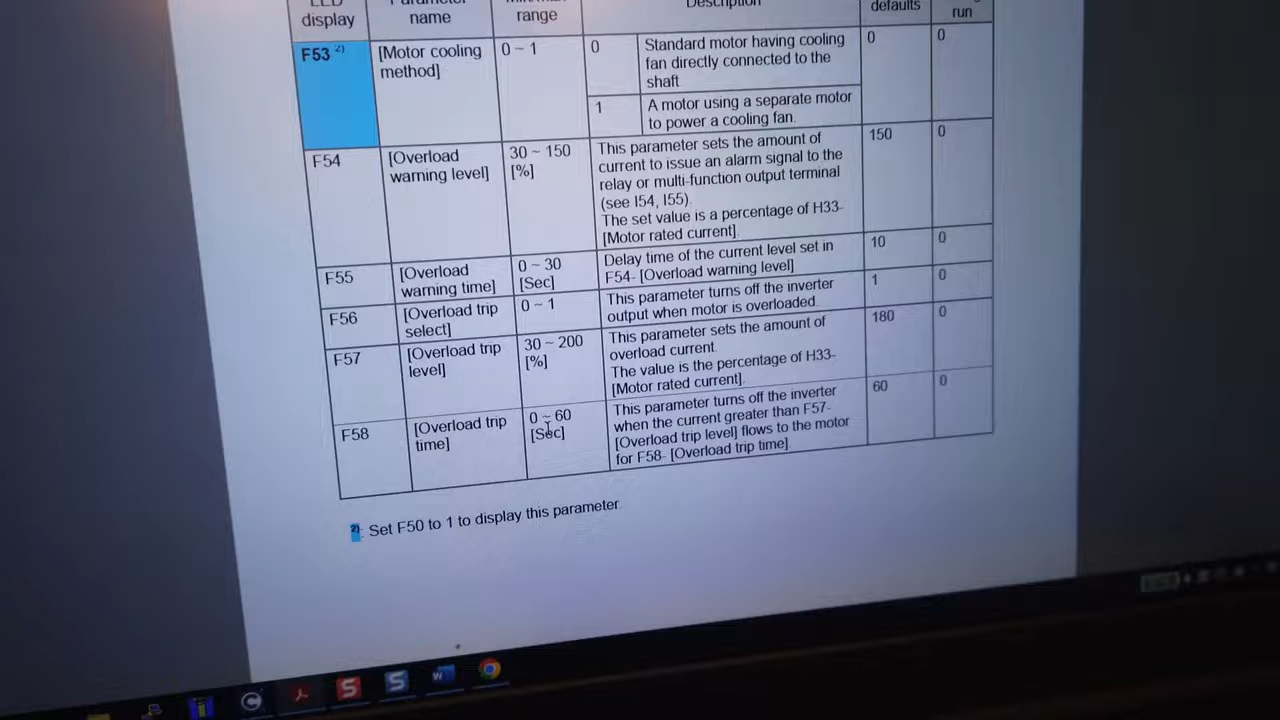 LED Parameter Min/Max Description Factory
display name range defaults run
F53 2) [Motor cooling 0 ~ 1 0 Standard motor having cooling 0 0
method] fan directly connected to the
shaft
1 A motor using a separate motor
to power a cooling fan.
F54 [Overload 30 ~ 150 This parameter sets the amount of 150 0
warning level] [%] current to issue an alarm signal to the
relay or multi-function output terminal
(see I54, I55).
The set value is a percentage of H33-
[Motor rated current].
F55 [Overload 0 ~ 30 Delay time of the current level set in 10 0
warning time] [Sec] F54- [Overload warning level]
F56 [Overload trip 0 ~ 1 This parameter turns off the inverter 1 0
select] output when motor is overloaded.
F57 [Overload trip 30 ~ 200 This parameter sets the amount of 180 0
level] [%] overload current.
The value is the percentage of H33-
[Motor rated current].
F58 [Overload trip 0 ~ 60 This parameter turns off the inverter 60 0
time] [Sec] when the current greater than F57-
[Overload trip level] flows to the motor
for F58- [Overload trip time].
2): Set F50 to 1 to display this parameter.